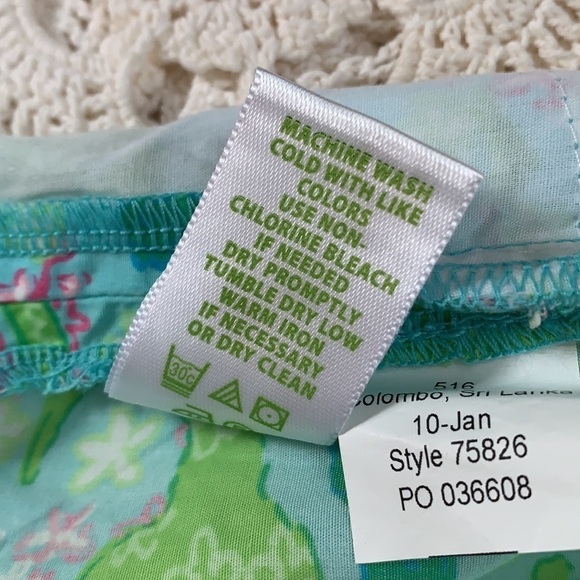 MACHINE WASH
COLD WITH LIKE
COLORS
USE NON-
CHLORINE BLEACH
IF NEEDED
DRY PROMPTLY
TUMBLE DRY LOW
WARM IRON
IF NECESSARY
OR DRY CLEAN
30c
516
Colombo, Sri Lanka
10-Jan
Style 75826
PO 036608